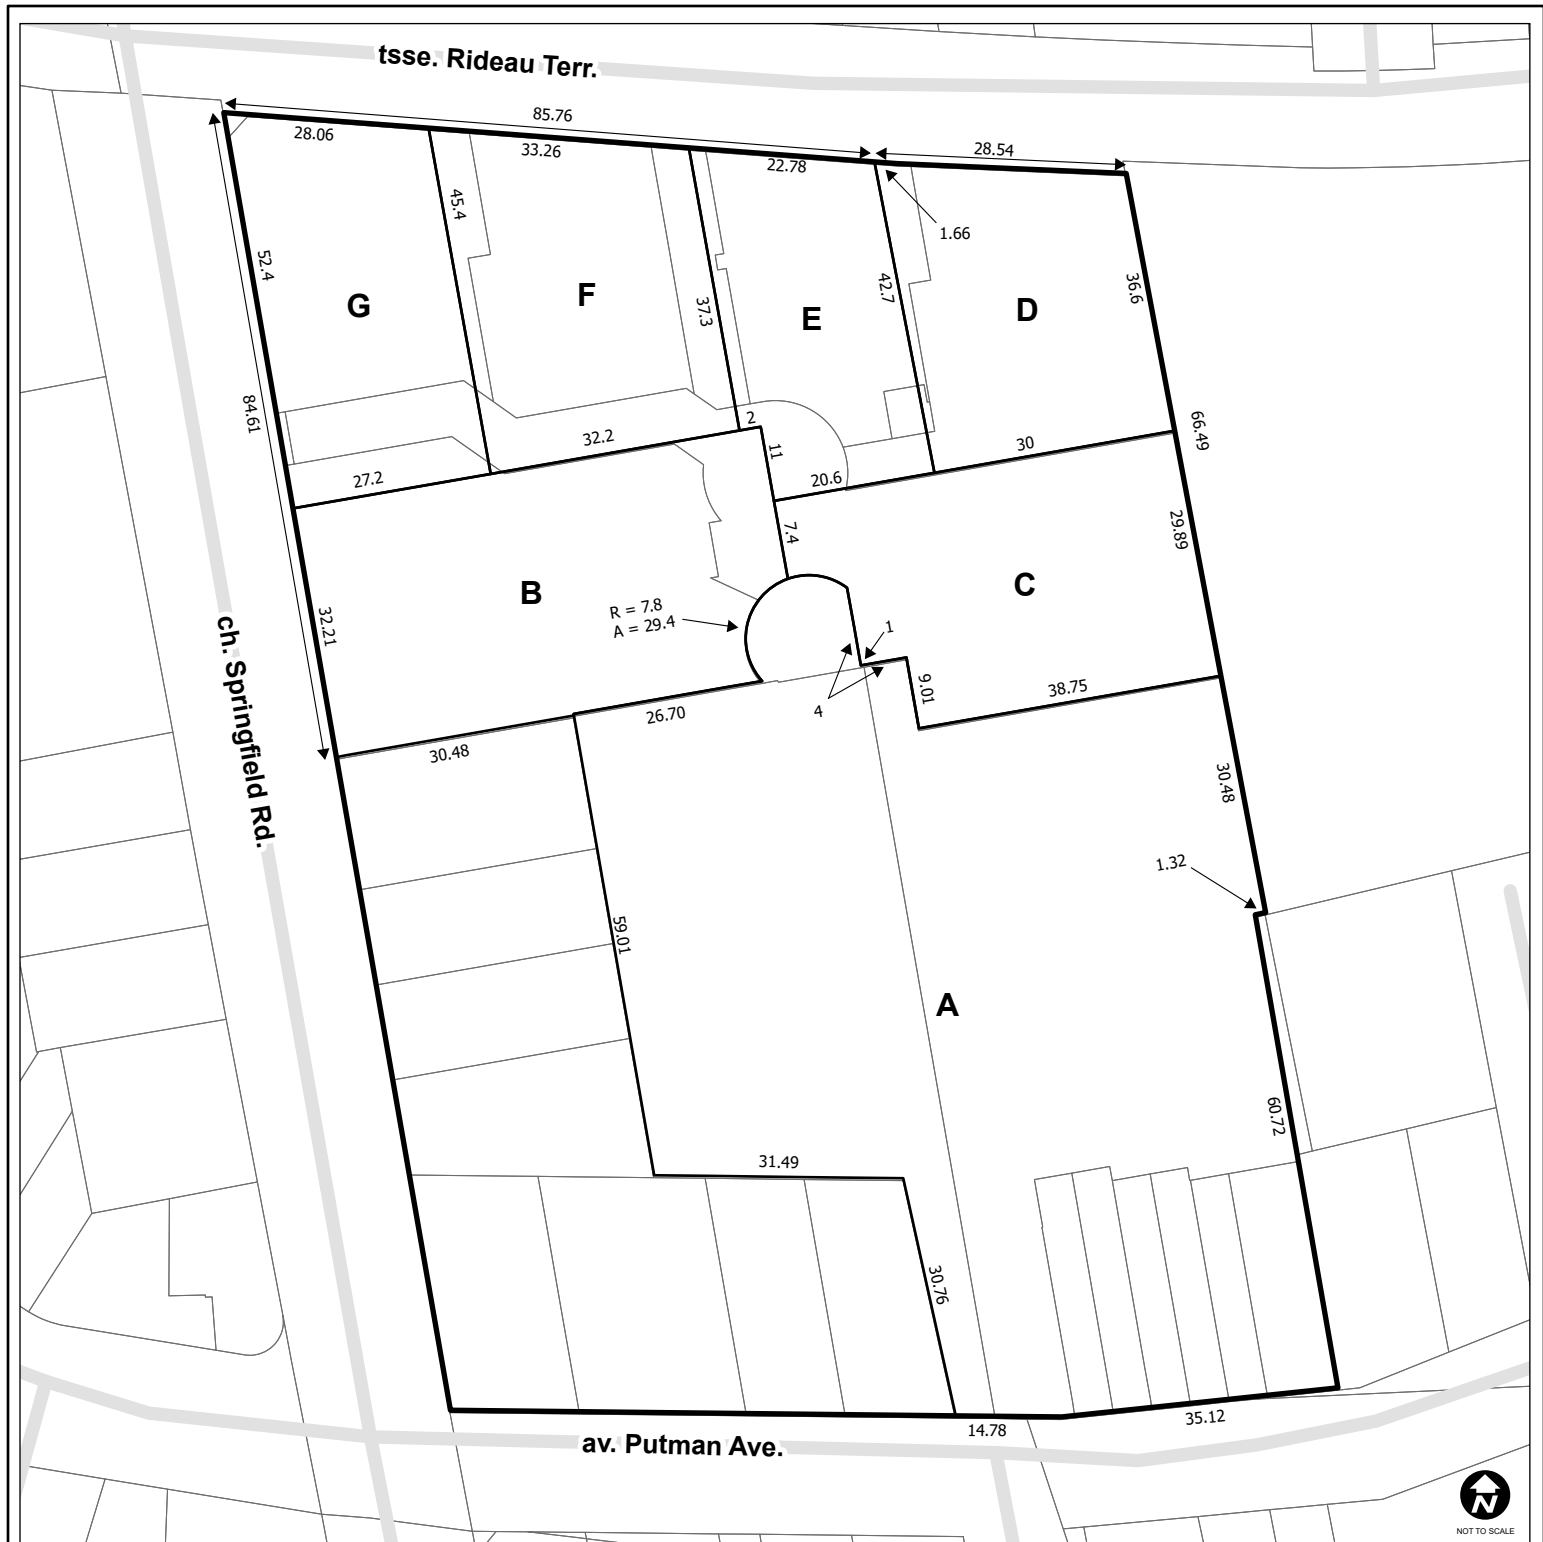 tsse. Rideau Terr.
85.76
28.54
28.06
33.26
22.78
1.66
45.4
52.4
37.3
42.7
36.6
G
F
E
D
84.61
66.49
2
32.2
11
30
27.2
20.6
7.4
29.89
B
C
32.21
R = 7.8
A = 29.4
1
4
9.01
38.75
26.70
30.48
30.48
ch. Springfield Rd.
1.32
59.01
A
60.72
31.49
30.76
14.78
35.12
av. Putman Ave.
N
NOT TO SCALE